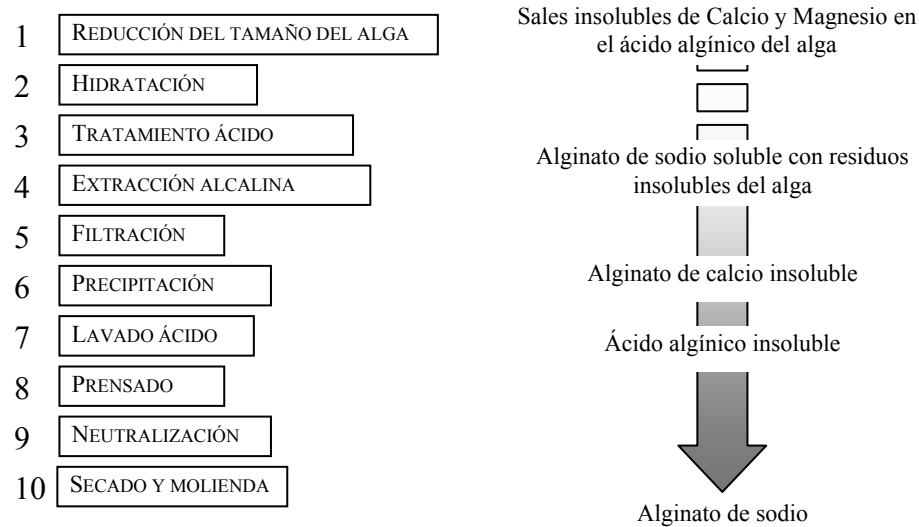 1 REDUCCIÓN DEL TAMAÑO DEL ALGA
2 HIDRATACIÓN
3 TRATAMIENTO ÁCIDO
4 EXTRACCIÓN ALCALINA
5 FILTRACIÓN
6 PRECIPITACIÓN
7 LAVADO ÁCIDO
8 PRENSADO
9 NEUTRALIZACIÓN
10 SECADO Y MOLIENDA
Sales insolubles de Calcio y Magnesio en
el ácido algínico del alga
Alginato de sodio soluble con residuos
insolubles del alga
Alginato de calcio insoluble
Ácido algínico insoluble
Alginato de sodio